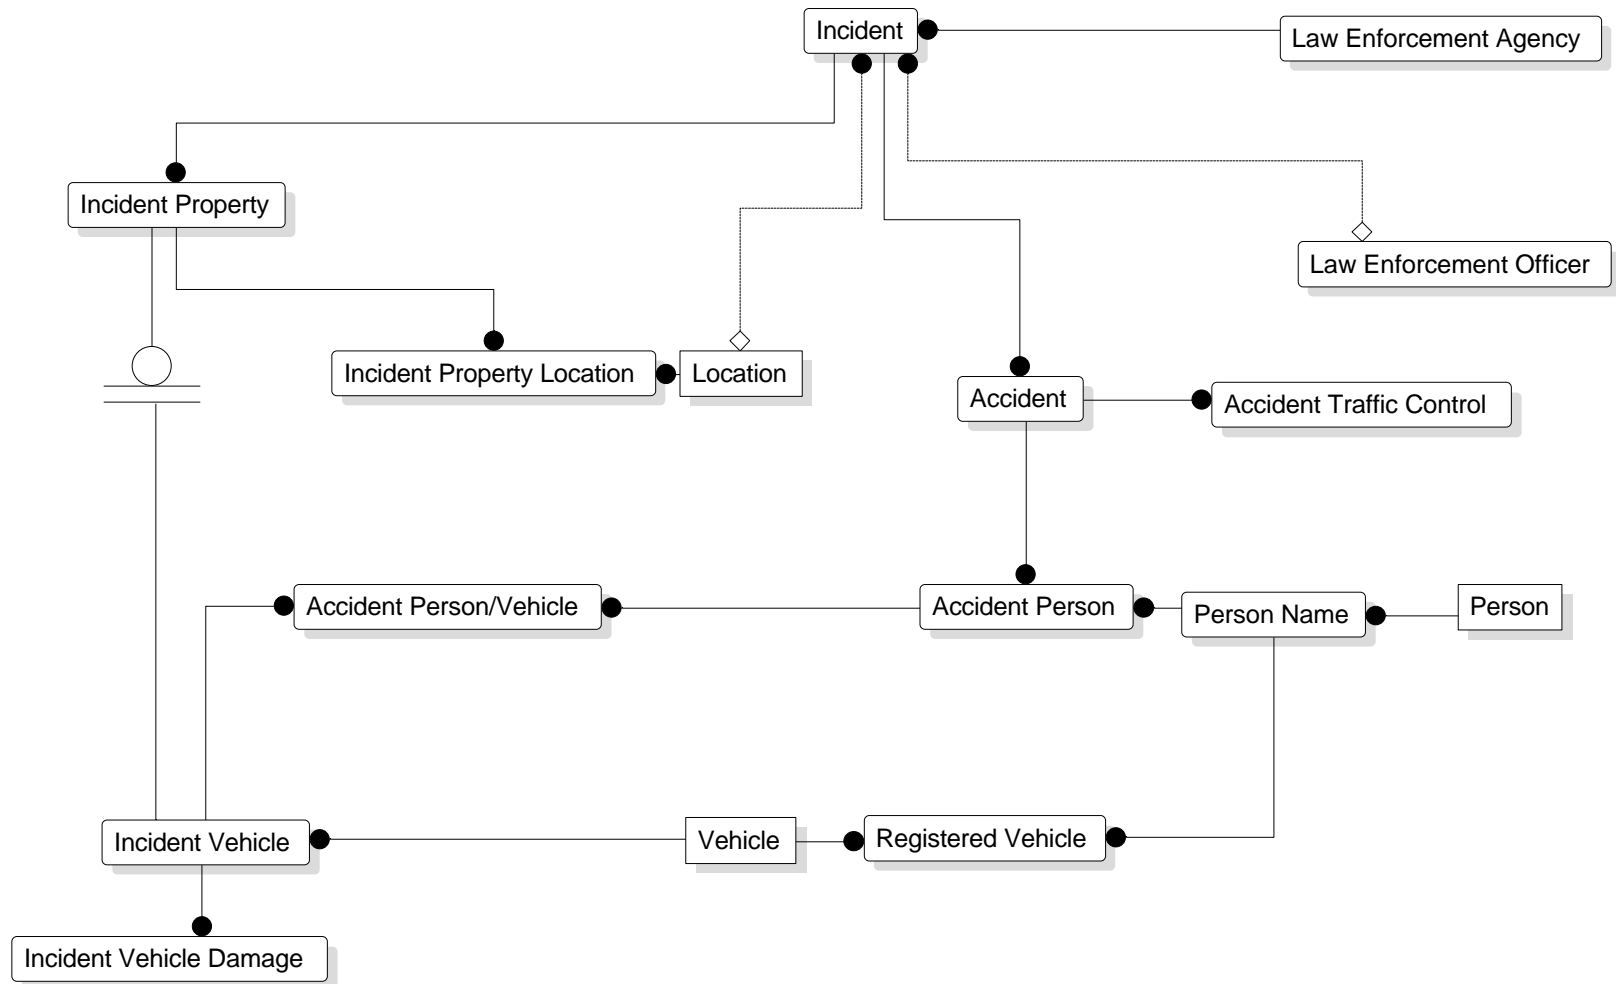 Incident
Law Enforcement Agency
Incident Property
Law Enforcement Officer
Incident Property Location
Location
Accident
Accident Traffic Control
Accident Person/Vehicle
Accident Person
Person Name
Person
Incident Vehicle
Vehicle
Registered Vehicle
Incident Vehicle Damage